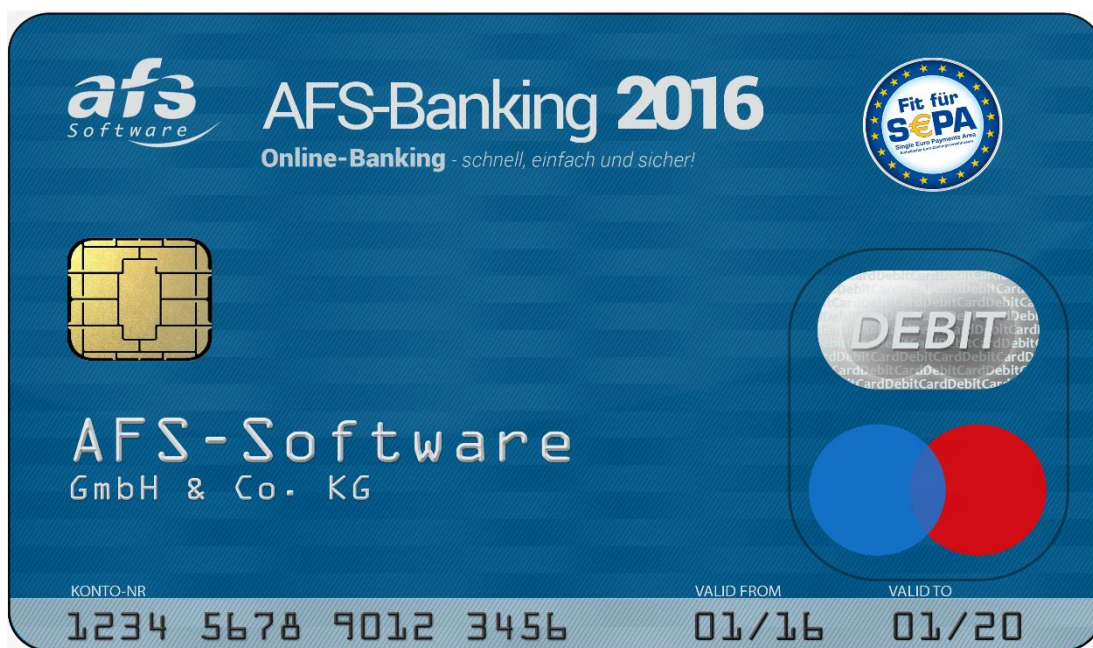 afs
Software
AFS-Banking 2016
Online-Banking - schnell, einfach und sicher!
Fit für
S€PA
Single Euro Payments Area
DEBIT
AFS-Software
GmbH & Co. KG
KONTO-NR
VALID FROM
VALID TO
1234 5678 9012 3456
01/16
01/20